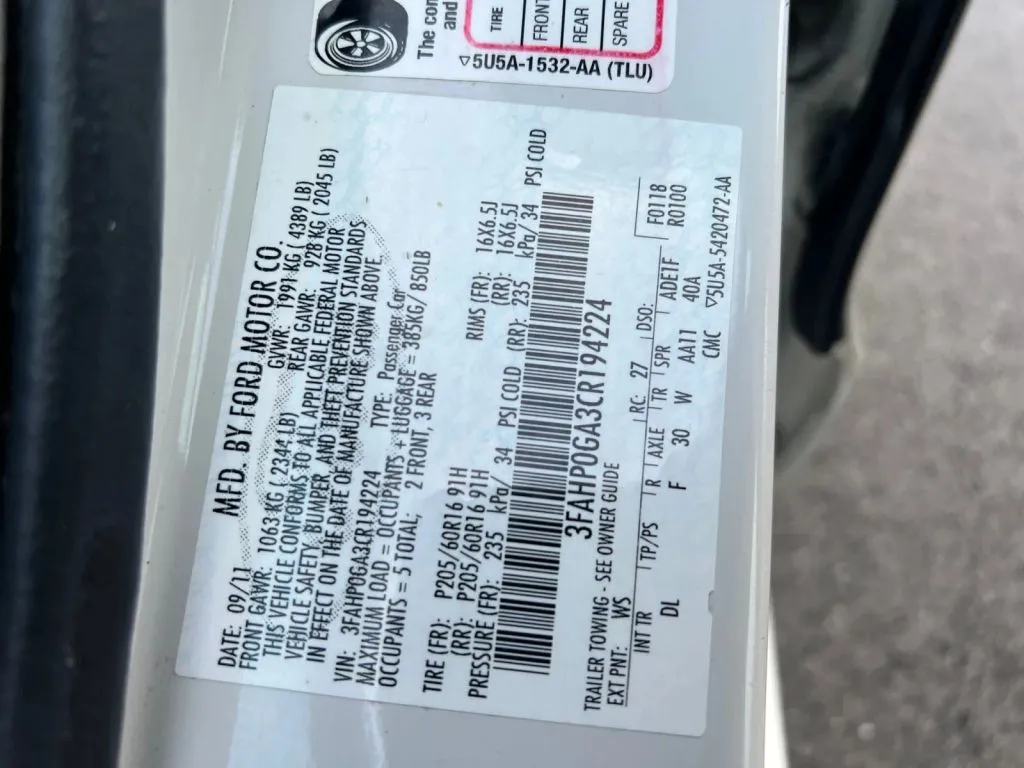 The con
and
TIRE
FRONT
REAR
SPARE
▽5U5A-1532-AA (TLU)
MFD. BY FORD MOTOR CO.
DATE: 09/11 GVWR: 1991 KG ( 4389 LB)
FRONT GAWR: 1063 KG ( 2344 LB) REAR GAWR: 928 KG ( 2045 LB)
THIS VEHICLE CONFORMS TO ALL APPLICABLE FEDERAL MOTOR
VEHICLE SAFETY, BUMPER, AND THEFT PREVENTION STANDARDS
IN EFFECT ON THE DATE OF MANUFACTURE SHOWN ABOVE.
VIN: 3FAHP0GA3CR194224 TYPE: Passenger Car
MAXIMUM LOAD = OCCUPANTS + LUGGAGE = 385KG/ 850LB
OCCUPANTS = 5 TOTAL: 2 FRONT, 3 REAR
TIRE (FR): P205/60R16 91H RIMS (FR): 16X6.5J
(RR): P205/60R16 91H (RR): 16X6.5J
PRESSURE (FR): 235 kPa/ 34 PSI COLD (RR): 235 kPa/ 34 PSI COLD
3FAHP0GA3CR194224
TRAILER TOWING - SEE OWNER GUIDE
EXT PNT: WS RC: 27 DSO: F0118
INT TR TP/PS R AXLE TR SPR ADE1F R0100
DL F 30 W AA11 40A
CMC ▽5U5A-5420472-AA